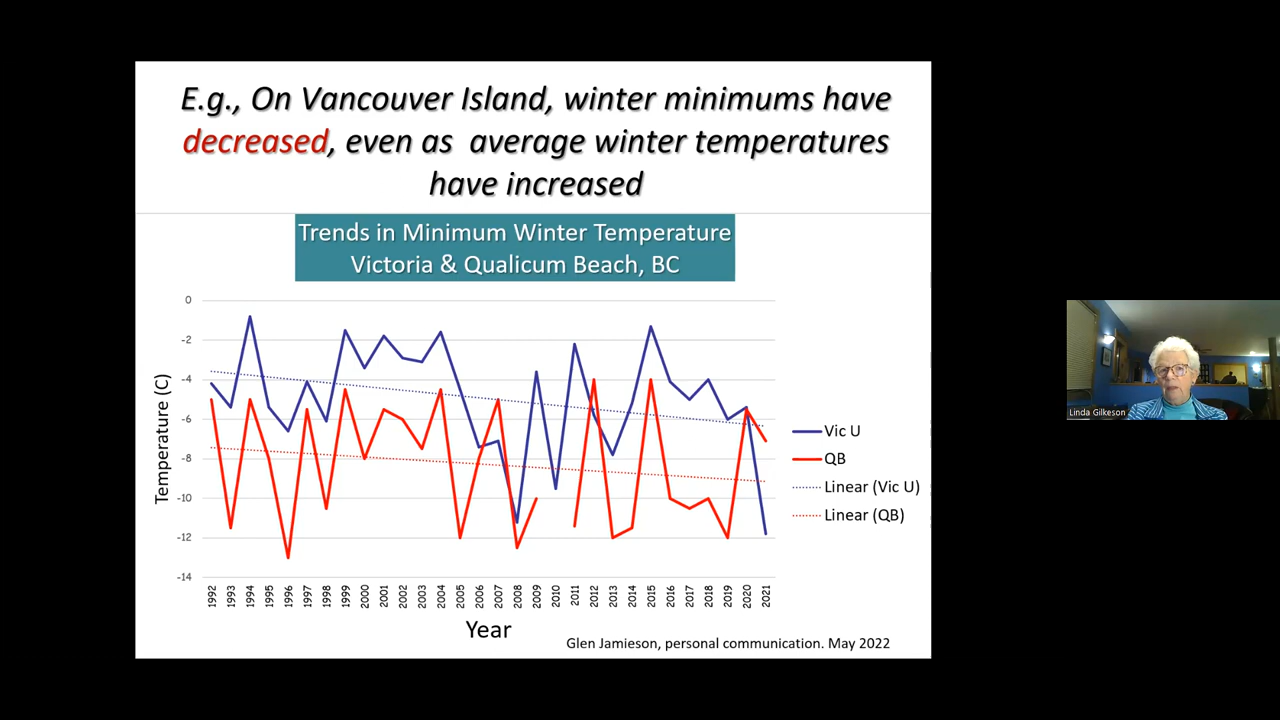 E.g., On Vancouver Island, winter minimums have
decreased, even as average winter temperatures
have increased
Trends in Minimum Winter Temperature
Victoria & Qualicum Beach, BC
0
-2
-4
-6
-8
-10
-12
-14
Temperature (C)
1992
1993
1994
1995
1996
1997
1998
1999
2000
2001
2002
2003
2004
2005
2006
2007
2008
2009
2010
2011
2012
2013
2014
2015
2016
2017
2018
2019
2020
2021
Year
Vic U
QB
Linear (Vic U)
Linear (QB)
Glen Jamieson, personal communication. May 2022
Linda Gilkeson